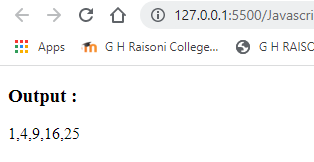 127.0.0.1:5500/Javascri
Apps
G H Raisoni College...
G H RAISO
Output :
1,4,9,16,25